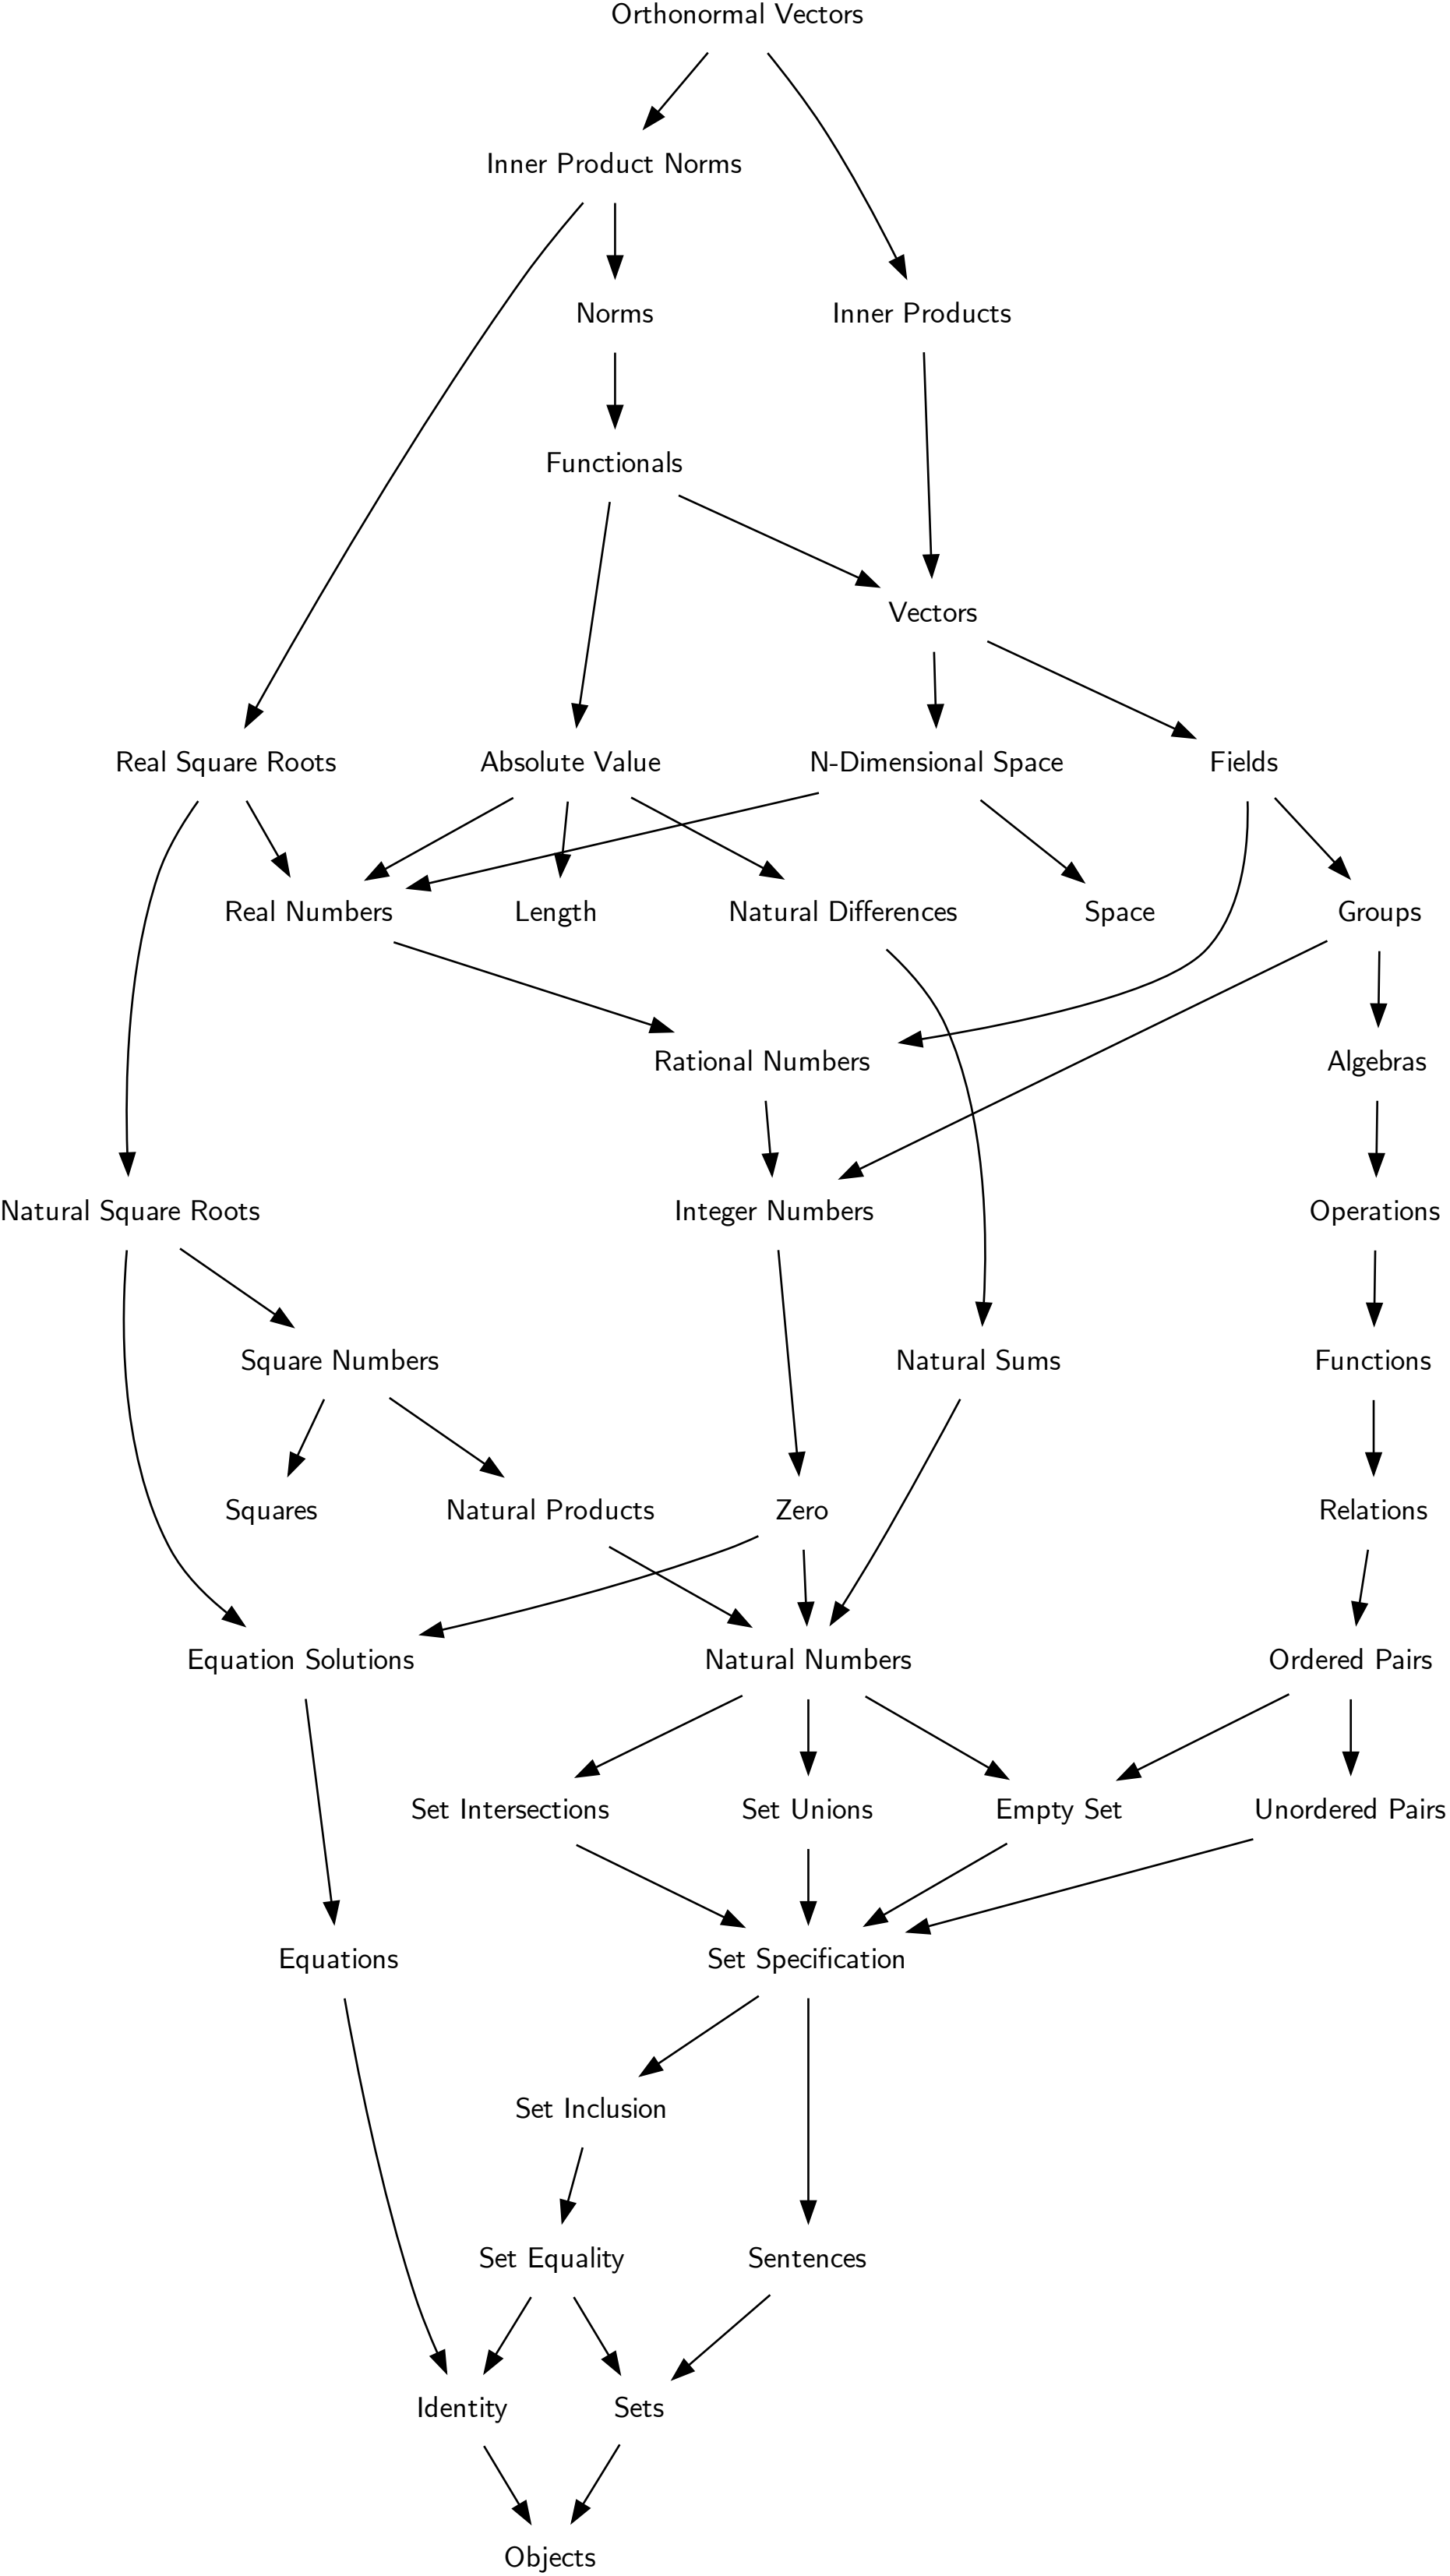 Orthonormal Vectors
Inner Product Norms
Norms
Inner Products
Functionals
Vectors
Real Square Roots
Absolute Value
N-Dimensional Space
Fields
Real Numbers
Length
Natural Differences
Space
Groups
Rational Numbers
Algebras
Natural Square Roots
Integer Numbers
Operations
Square Numbers
Natural Sums
Functions
Squares
Natural Products
Zero
Relations
Equation Solutions
Natural Numbers
Ordered Pairs
Set Intersections
Set Unions
Empty Set
Unordered Pairs
Equations
Set Specification
Set Inclusion
Set Equality
Sentences
Identity
Sets
Objects